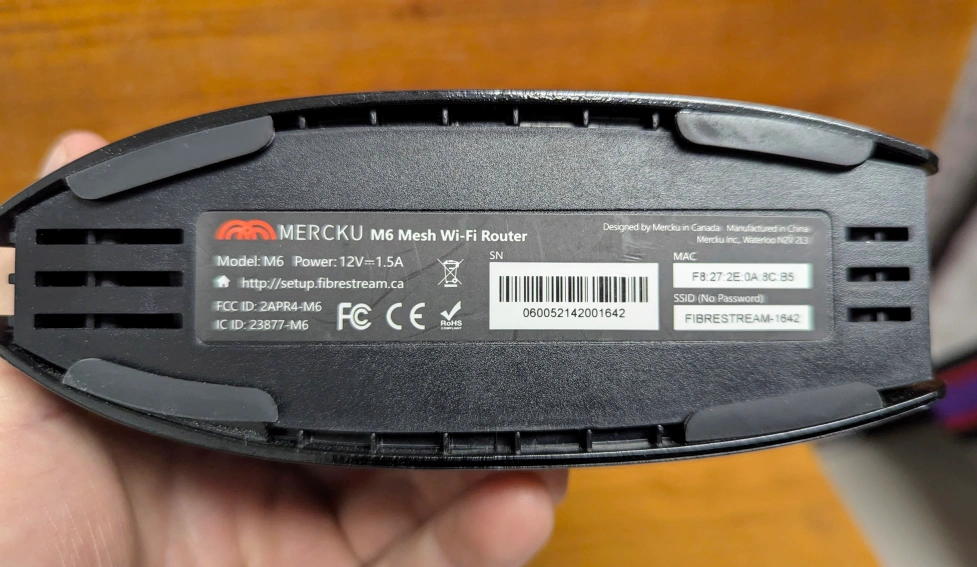 MERCKU M6 Mesh Wi-Fi Router
Designed by Mercku in Canada Manufactured in China
Mercku Inc., Waterloo N2V 2L3
Model: M6 Power: 12V⎓1.5A
http://setup.fibrestream.ca
FCC ID: 2APR4-M6
IC ID: 23877-M6
FC CE RoHS
COMPLIANT
SN
060052142001642
MAC
F8:27:2E:0A:8C:B5
SSID (No Password)
FIBRESTREAM-1642